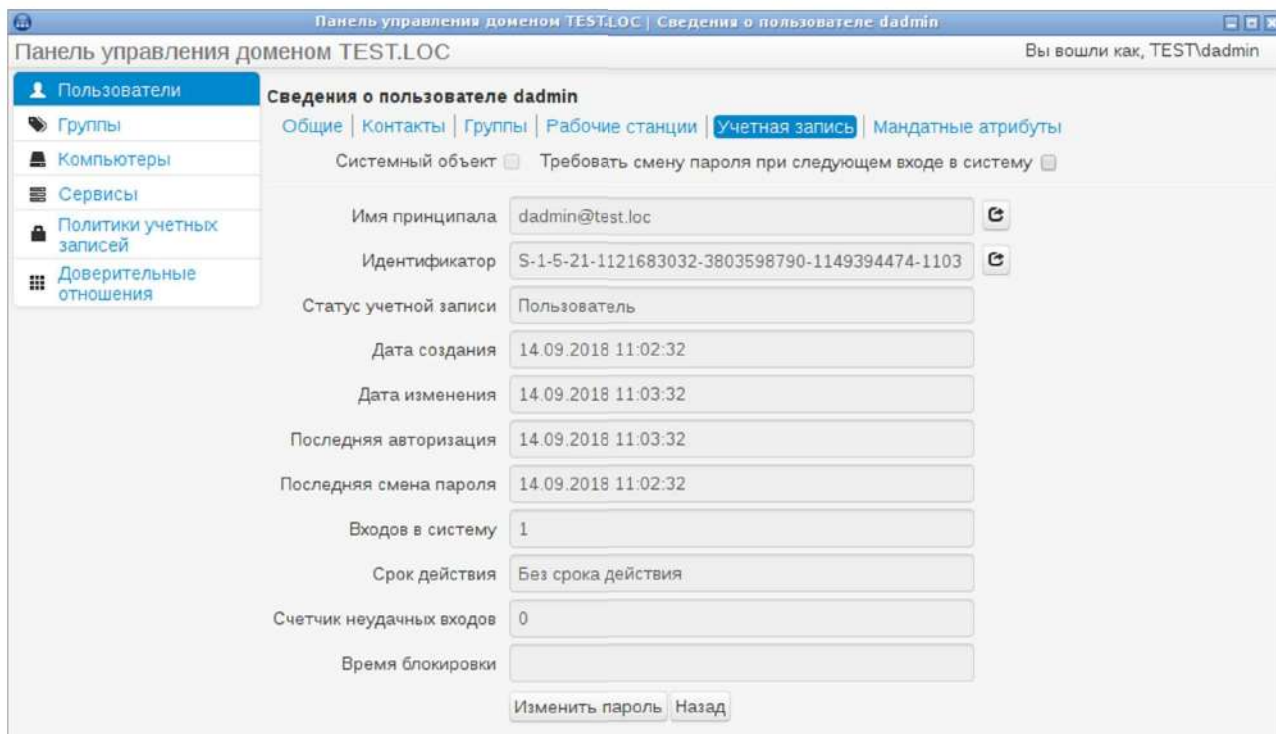 Панель управления доменом TEST.LOC | Сведения о пользователе dadmin
Панель управления доменом TEST.LOC
Вы вошли как, TEST\dadmin
Пользователи
Группы
Компьютеры
Сервисы
Политики учетных
записей
Доверительные
отношения
Сведения о пользователе dadmin
Общие | Контакты | Группы | Рабочие станции | Учетная запись | Мандатные атрибуты
Системный объект Требовать смену пароля при следующем входе в систему
Имя принципала dadmin@test.loc
Идентификатор S-1-5-21-1121683032-3803598790-1149394474-1103
Статус учетной записи Пользователь
Дата создания 14.09.2018 11:02:32
Дата изменения 14.09.2018 11:03:32
Последняя авторизация 14.09.2018 11:03:32
Последняя смена пароля 14.09.2018 11:02:32
Входов в систему 1
Срок действия Без срока действия
Счетчик неудачных входов 0
Время блокировки
Изменить пароль Назад